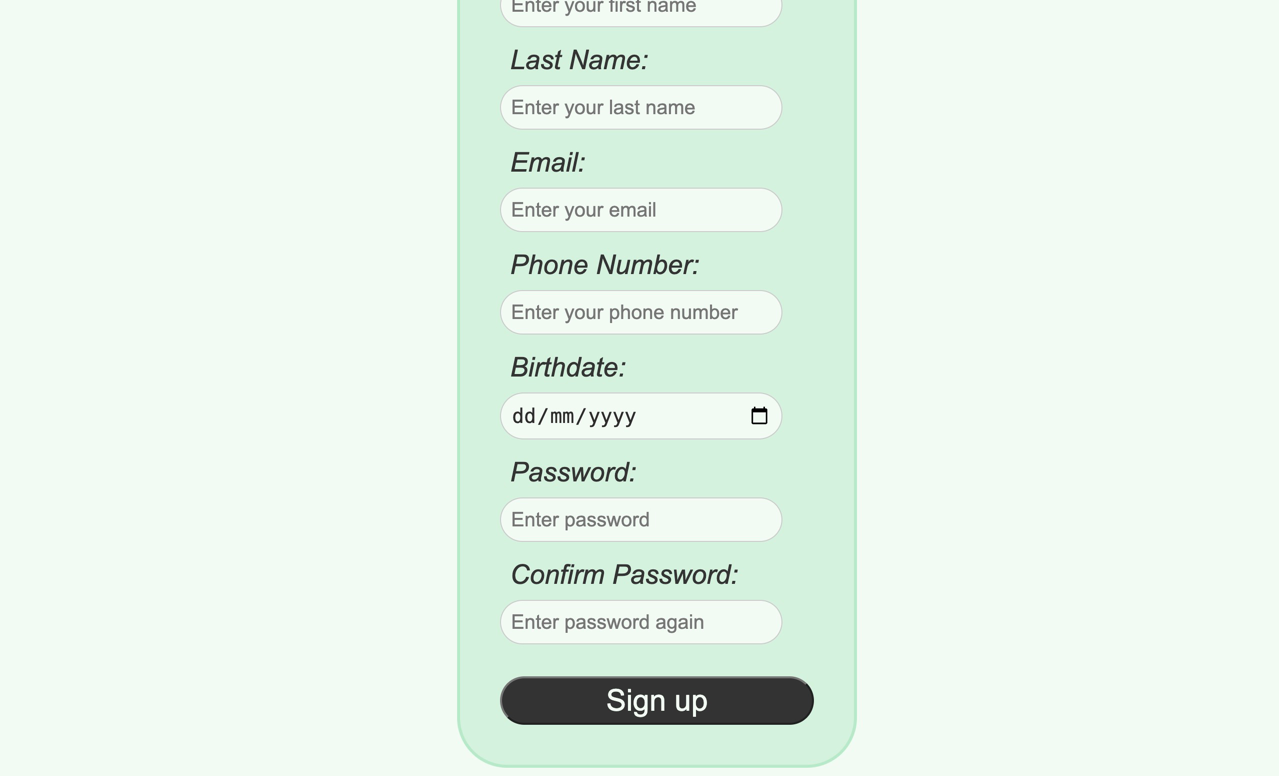 Enter your first name
Last Name:
Enter your last name
Email:
Enter your email
Phone Number:
Enter your phone number
Birthdate:
dd/mm/yyyy
Password:
Enter password
Confirm Password:
Enter password again
Sign up